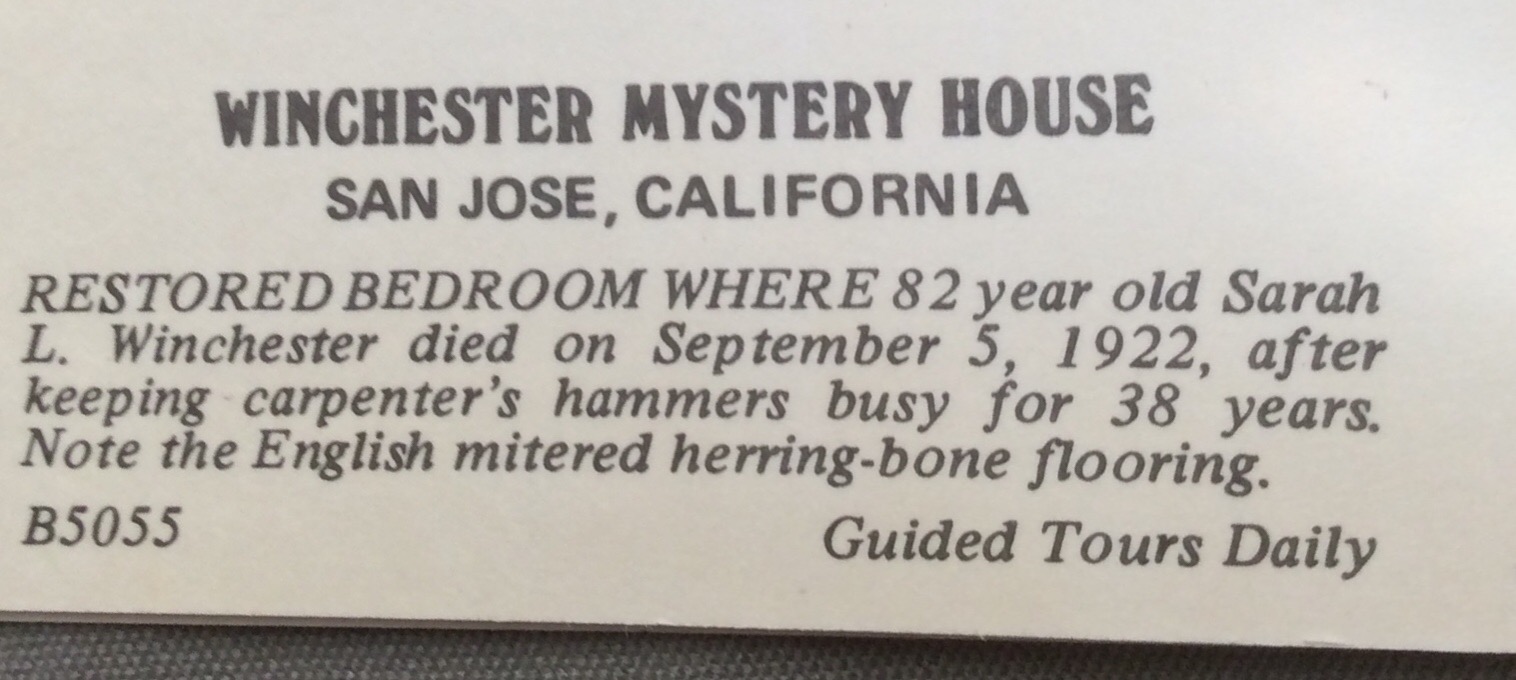 WINCHESTER MYSTERY HOUSE
SAN JOSE, CALIFORNIA
RESTORED BEDROOM WHERE 82 year old Sarah
L. Winchester died on September 5, 1922, after
keeping carpenter's hammers busy for 38 years.
Note the English mitered herring-bone flooring.
B5055 Guided Tours Daily